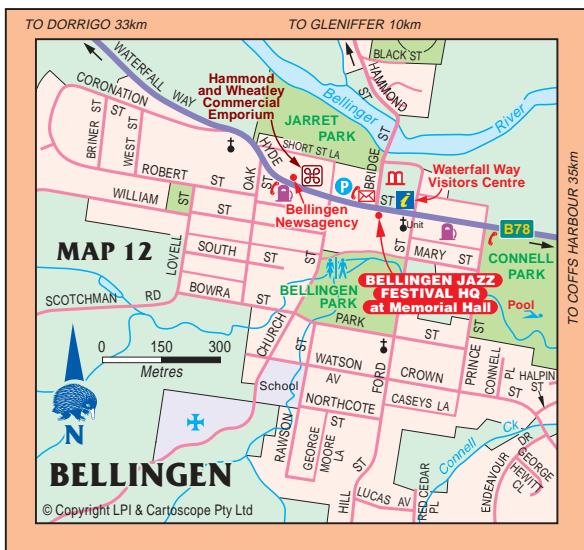 TO DORRIGO 33km
TO GLENIFFER 10km
TO COFFS HARBOUR 35km
WATERFALL WAY
BLACK ST
HAMMOND ST
CORONATION ST
Hammond
and Wheatley
Commercial
Emporium
Bellinger River
JARRET
PARK
BRINER ST
WEST ST
HYDE ST
SHORT ST LA
BRIDGE ST
OAK ST
P
i
Waterfall Way
Visitors Centre
ROBERT ST
WILLIAM ST
Bellingen
Newsagency
Unit
B78
MAP 12
LOVELL ST
SOUTH ST
MARY ST
CONNELL
PARK
BELLINGEN
PARK
BELLINGEN JAZZ
FESTIVAL HQ
at Memorial Hall
SCOTCHMAN RD
BOWRA ST
Pool
PARK ST
CHURCH ST
0 150 300
Metres
WATSON AV
FORD ST
CROWN ST
PRINCE ST
CONNELL PL
HALPIN ST
School
NORTHCOTE ST
CASEYS LA
N
RAWSON ST
GEORGE MOORE LA
Connell Ck
BELLINGEN
HILL ST
LUCAS AV
RED CEDAR PL
ENDEAVOUR DR
GEORGE HEWITT CL
© Copyright LPI & Cartoscope Pty Ltd